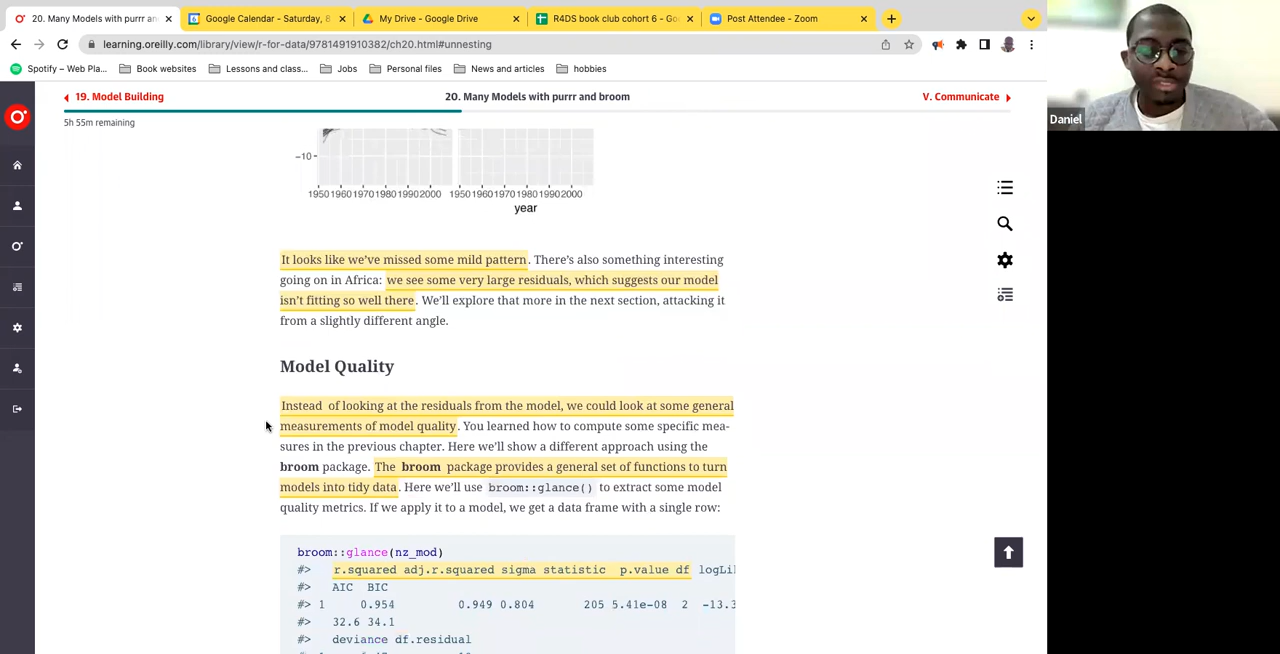 20. Many Models with purrr and
Google Calendar - Saturday, 8
My Drive - Google Drive
R4DS book club cohort 6 - Goo
Post Attendee - Zoom
learning.oreilly.com/library/view/r-for-data/9781491910382/ch20.html#unnesting
Spotify – Web Pla...
Book websites
Lessons and class...
Jobs
Personal files
News and articles
hobbies
19. Model Building
20. Many Models with purrr and broom
V. Communicate
5h 55m remaining
Daniel
−10
1950 1960 1970 1980 1990 2000 1950 1960 1970 1980 1990 2000
year
It looks like we've missed some mild pattern. There's also something interesting
going on in Africa: we see some very large residuals, which suggests our model
isn't fitting so well there. We'll explore that more in the next section, attacking it
from a slightly different angle.
Model Quality
Instead of looking at the residuals from the model, we could look at some general
measurements of model quality. You learned how to compute some specific mea-
sures in the previous chapter. Here we'll show a different approach using the
broom package. The broom package provides a general set of functions to turn
models into tidy data. Here we'll use broom::glance() to extract some model
quality metrics. If we apply it to a model, we get a data frame with a single row:
broom::glance(nz_mod)
#> r.squared adj.r.squared sigma statistic p.value df logLi
#> AIC BIC
#> 1 0.954 0.949 0.804 205 5.41e-08 2 -13.3
#> 32.6 34.1
#> deviance df.residual